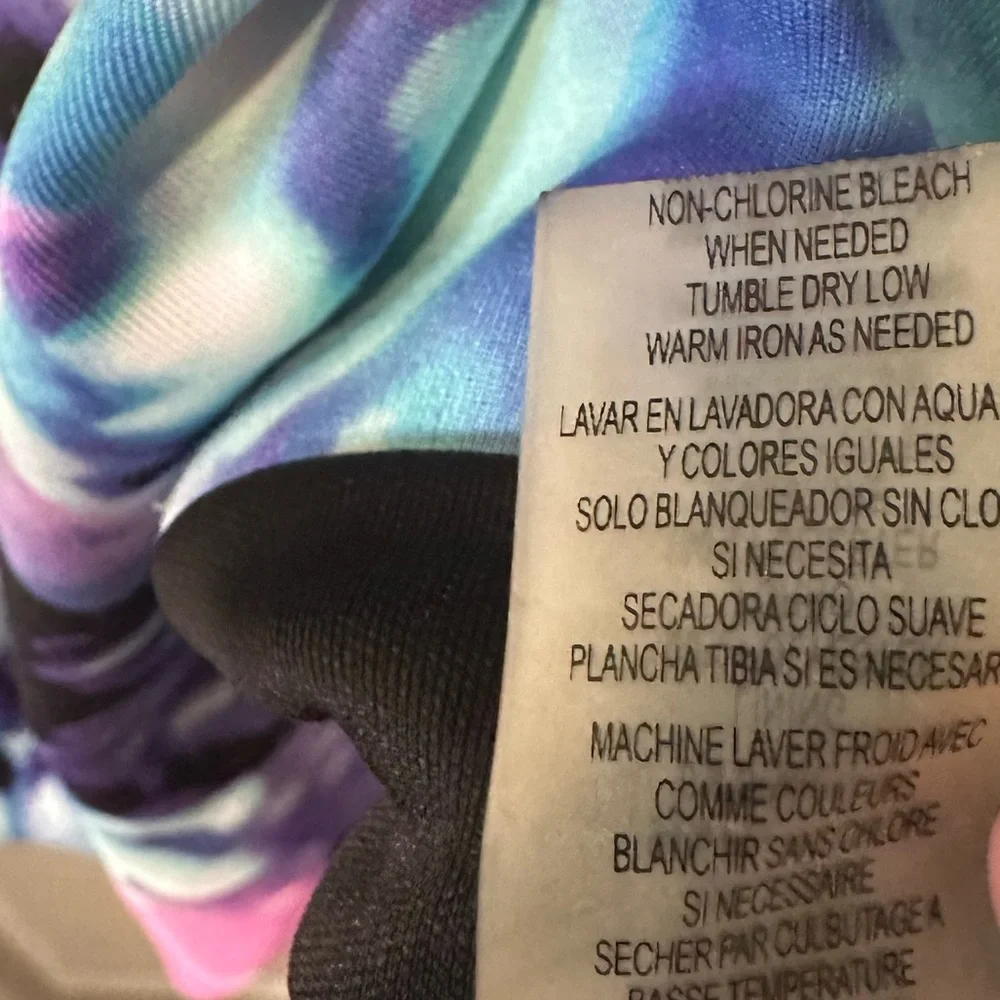 NON-CHLORINE BLEACH
WHEN NEEDED
TUMBLE DRY LOW
WARM IRON AS NEEDED
LAVAR EN LAVADORA CON AQUA
Y COLORES IGUALES
SOLO BLANQUEADOR SIN CLO
SI NECESITA
SECADORA CICLO SUAVE
PLANCHA TIBIA SI ES NECESAR
MACHINE LAVER FROID AVEC
COMME COULEURS
BLANCHIR SANS CHLORE
SI NECESSAIRE
SECHER PAR CULBUTAGE A
BASSE TEMPERATURE